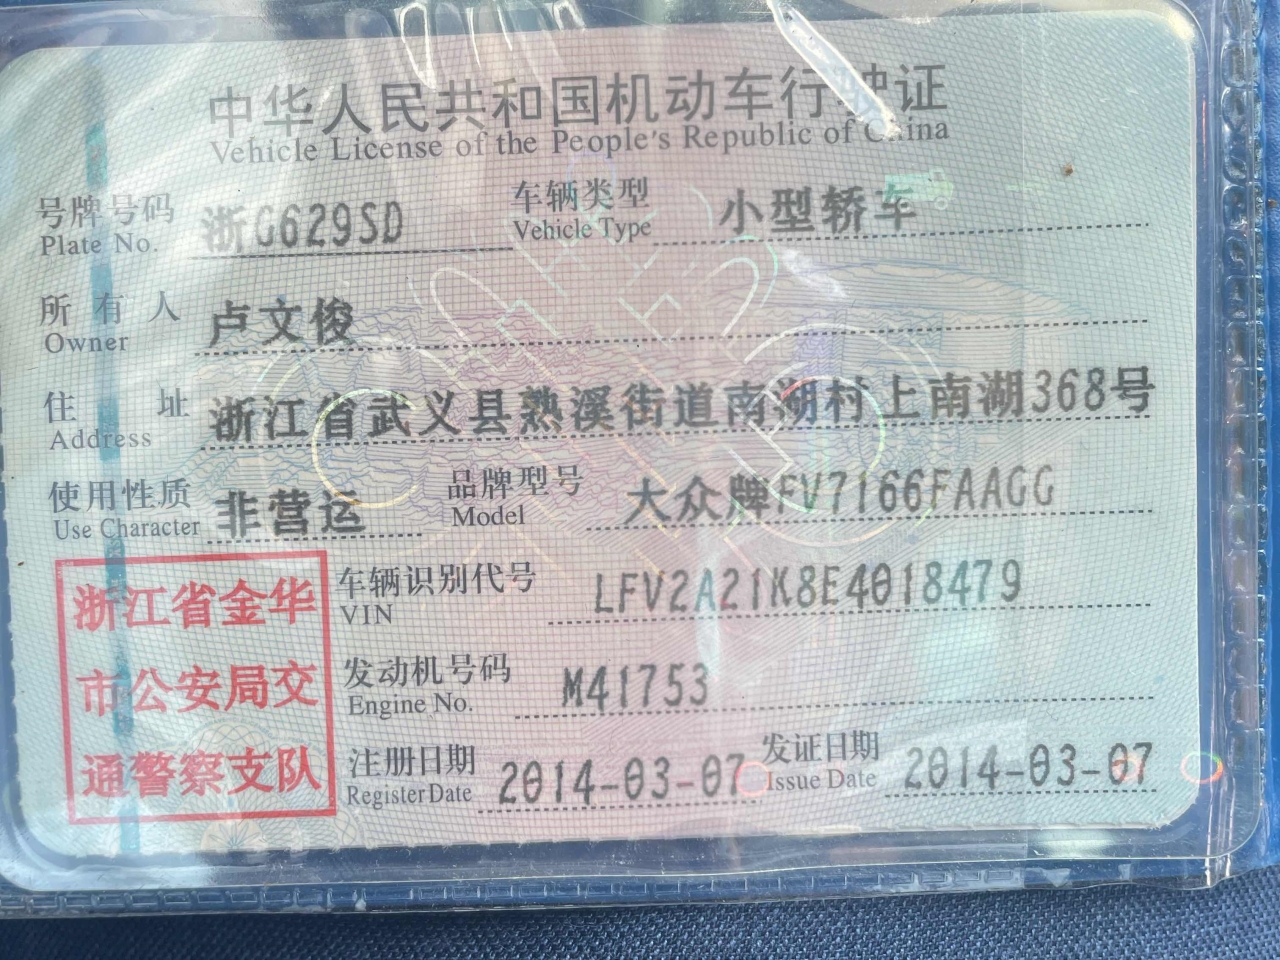 中华人民共和国机动车行驶证
Vehicle License of the People's Republic of China
号牌号码 浙G629SD 车辆类型 小型轿车
Plate No. Vehicle Type
所有人 卢文俊
Owner
住址 浙江省武义县熟溪街道南湖村上南湖368号
Address
使用性质 非营运 品牌型号 大众牌FV7166FAAGG
Use Character Model
浙江省金华
市公安局交
通警察支队
车辆识别代号 LFV2A21K8E4018479
VIN
发动机号码 M41753
Engine No.
注册日期 2014-03-07 发证日期 2014-03-07
Register Date Issue Date